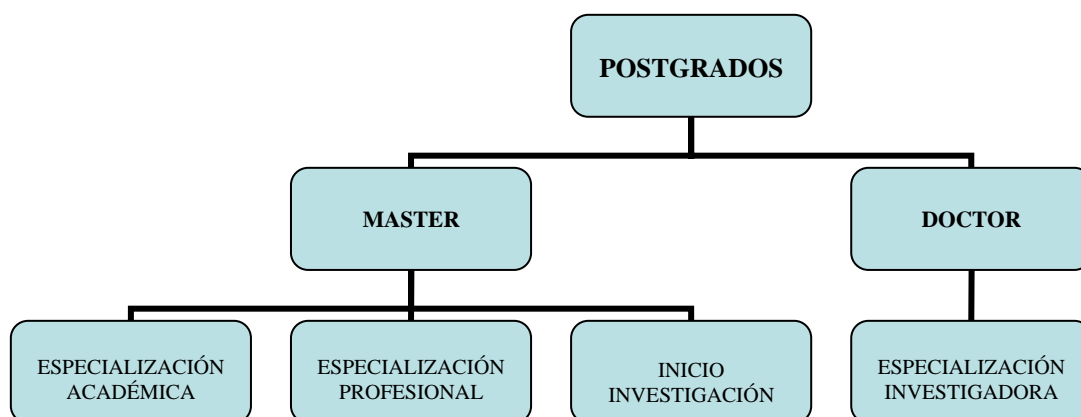 POSTGRADOS
MASTER
DOCTOR
ESPECIALIZACIÓN
ACADÉMICA
ESPECIALIZACIÓN
PROFESIONAL
INICIO
INVESTIGACIÓN
ESPECIALIZACIÓN
INVESTIGADORA